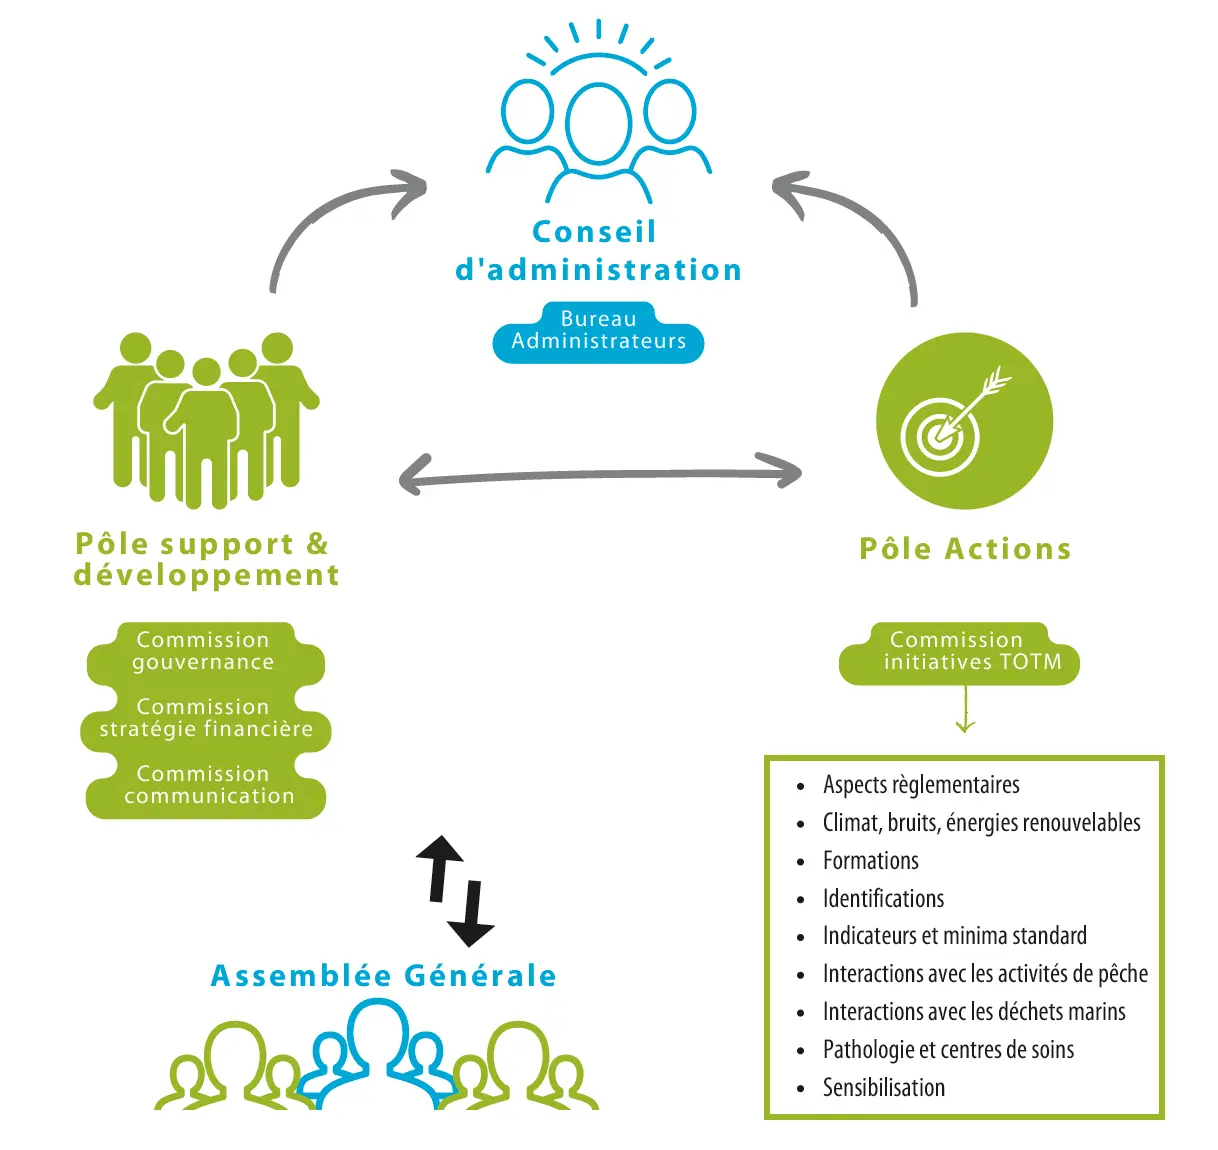 Conseil
d'administration
Bureau
Administrateurs
Pôle support &
développement
Commission
gouvernance
Commission
stratégie financière
Commission
communication
Pôle Actions
Commission
initiatives TOTM
• Aspects règlementaires
• Climat, bruits, énergies renouvelables
• Formations
• Identifications
• Indicateurs et minima standard
• Interactions avec les activités de pêche
• Interactions avec les déchets marins
• Pathologie et centres de soins
• Sensibilisation
Assemblée Générale